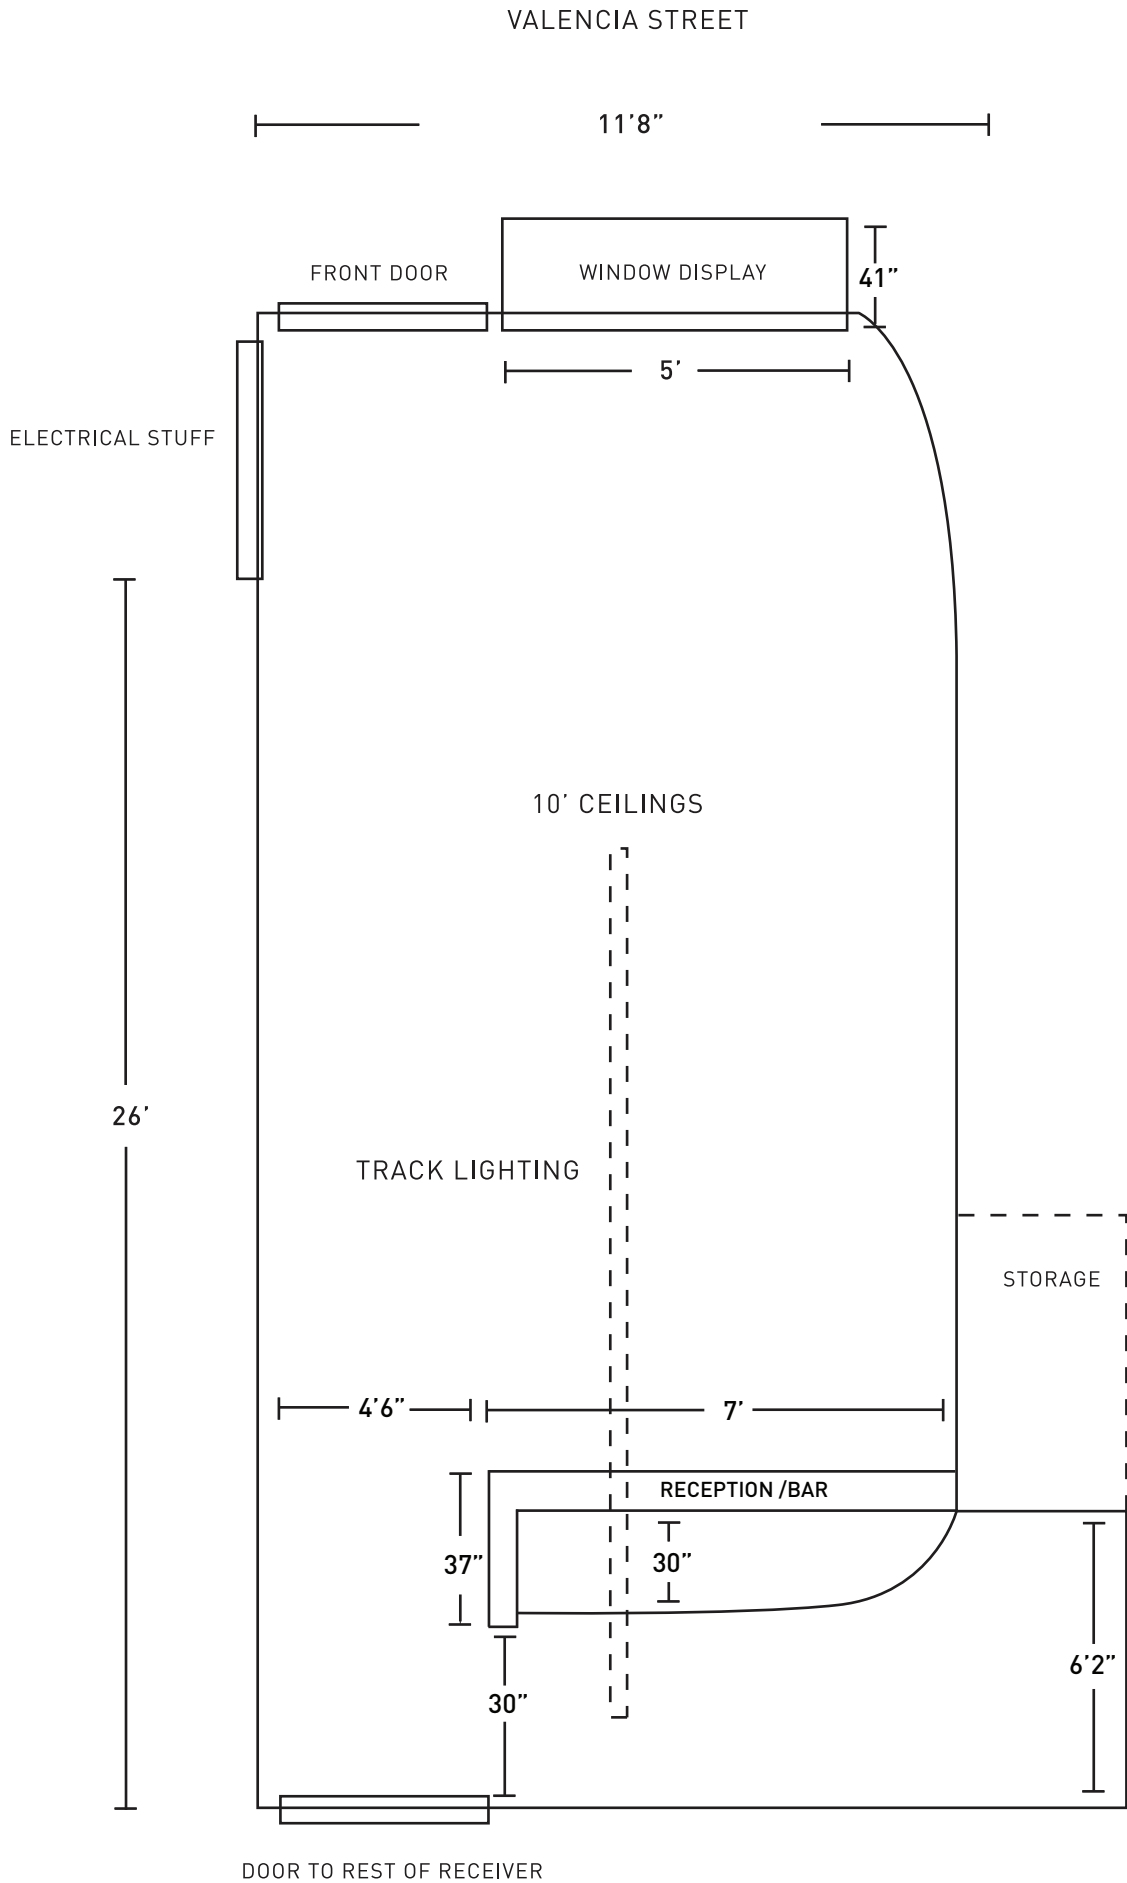 VALENCIA STREET
11’8”
FRONT DOOR
WINDOW DISPLAY
41”
5’
ELECTRICAL STUFF
10’ CEILINGS
26’
TRACK LIGHTING
STORAGE
4’6”
7’
RECEPTION /BAR
37”
30”
6’2”
30”
DOOR TO REST OF RECEIVER